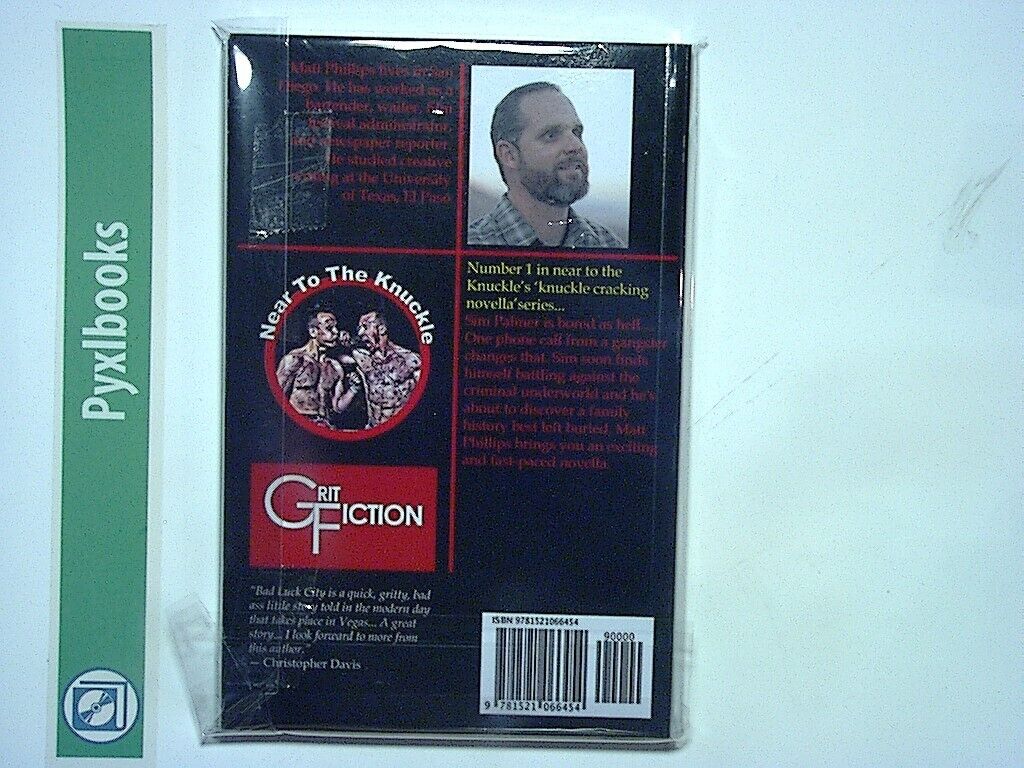 Pyxlbooks
Matt Phillips lives in San
Diego. He has worked as a
bartender, waiter, film
festival administrator,
and newspaper reporter.
He studied creative
writing at the University
of Texas, El Paso
Near To The Knuckle
GRIT
FICTION
Number 1 in near to the
Knuckle's 'knuckle cracking
novella'series...
Sim Palmer is bored as hell...
One phone call from a gangster
changes that. Sim soon finds
himself battling against the
criminal underworld and he's
about to discover a family
history best left buried. Matt
Phillips brings you an exciting
and fast-paced novella.
"Bad Luck City is a quick, gritty, bad
ass little story told in the modern day
that takes place in Vegas... A great
story... I look forward to more from
this author."
— Christopher Davis
ISBN 9781521066454
90000
9 781521 066454